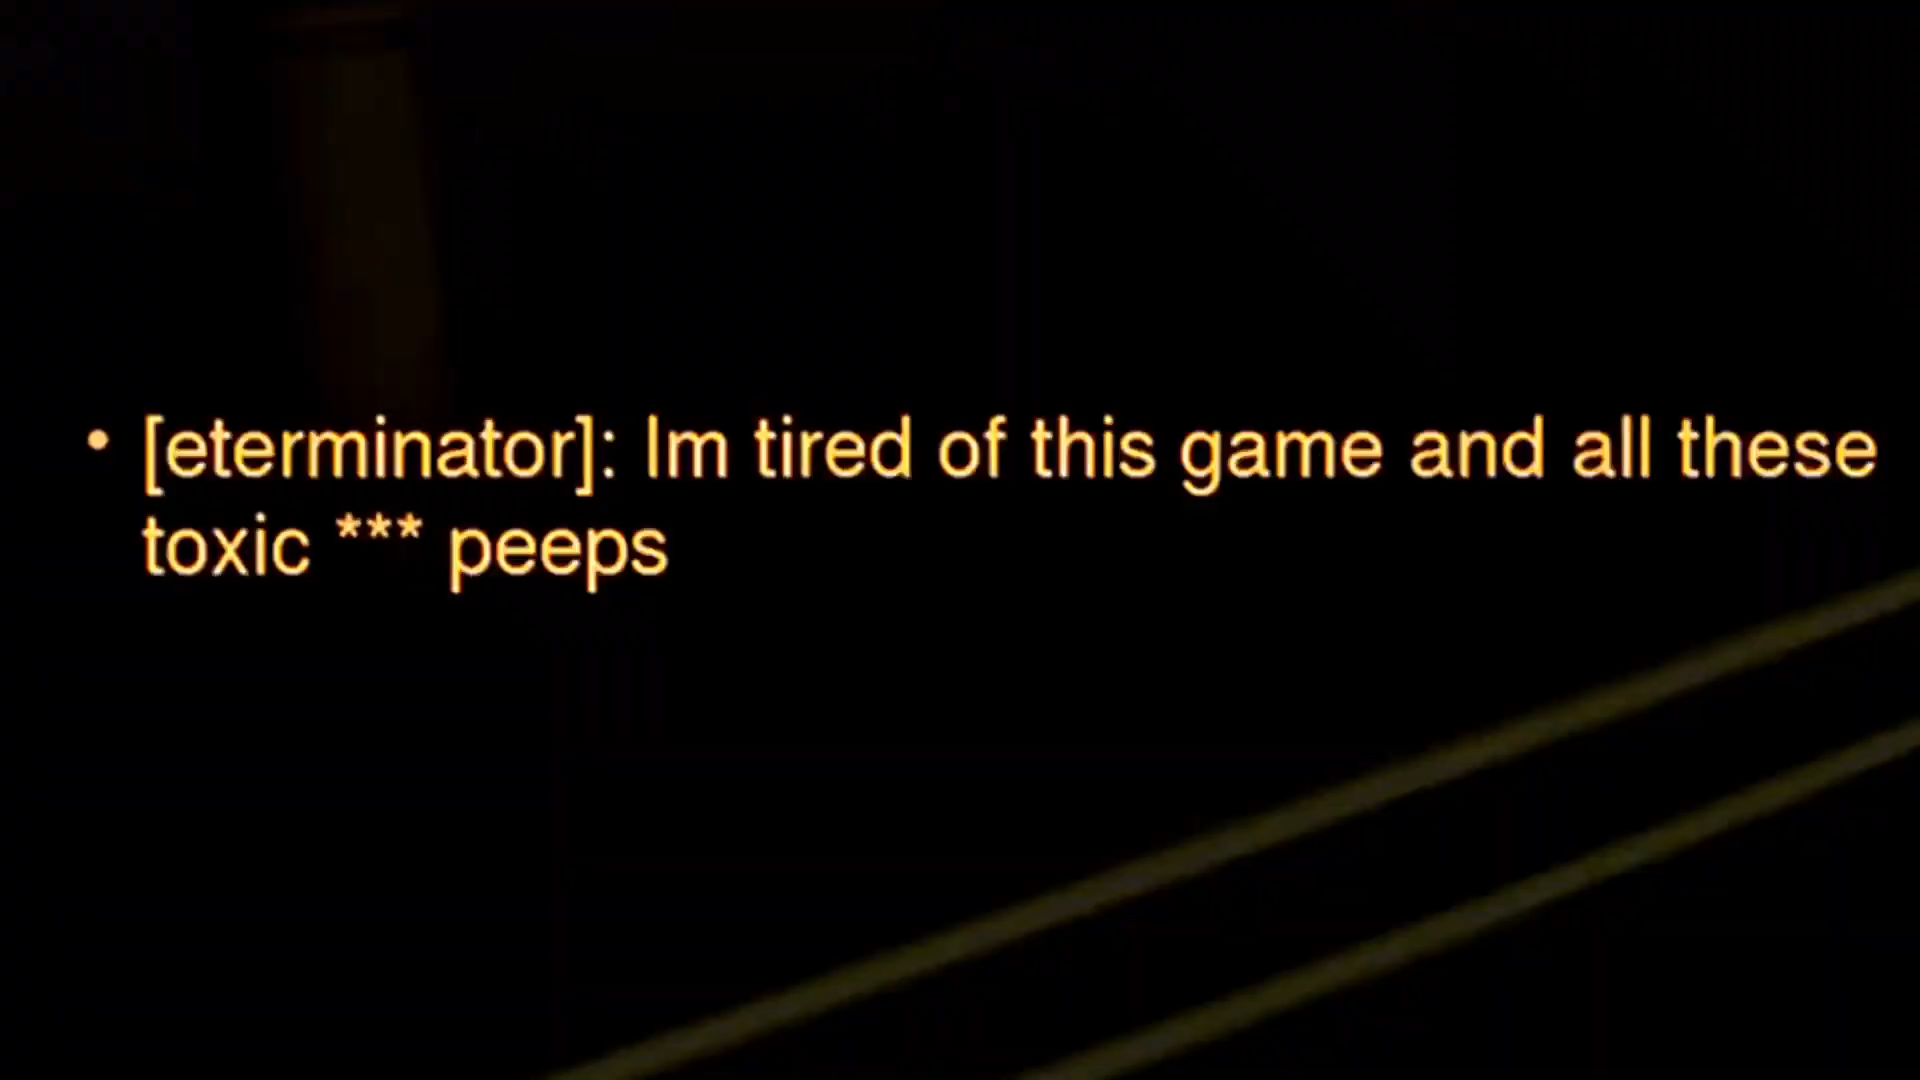 • [eterminator]: Im tired of this game and all these
toxic *** peeps